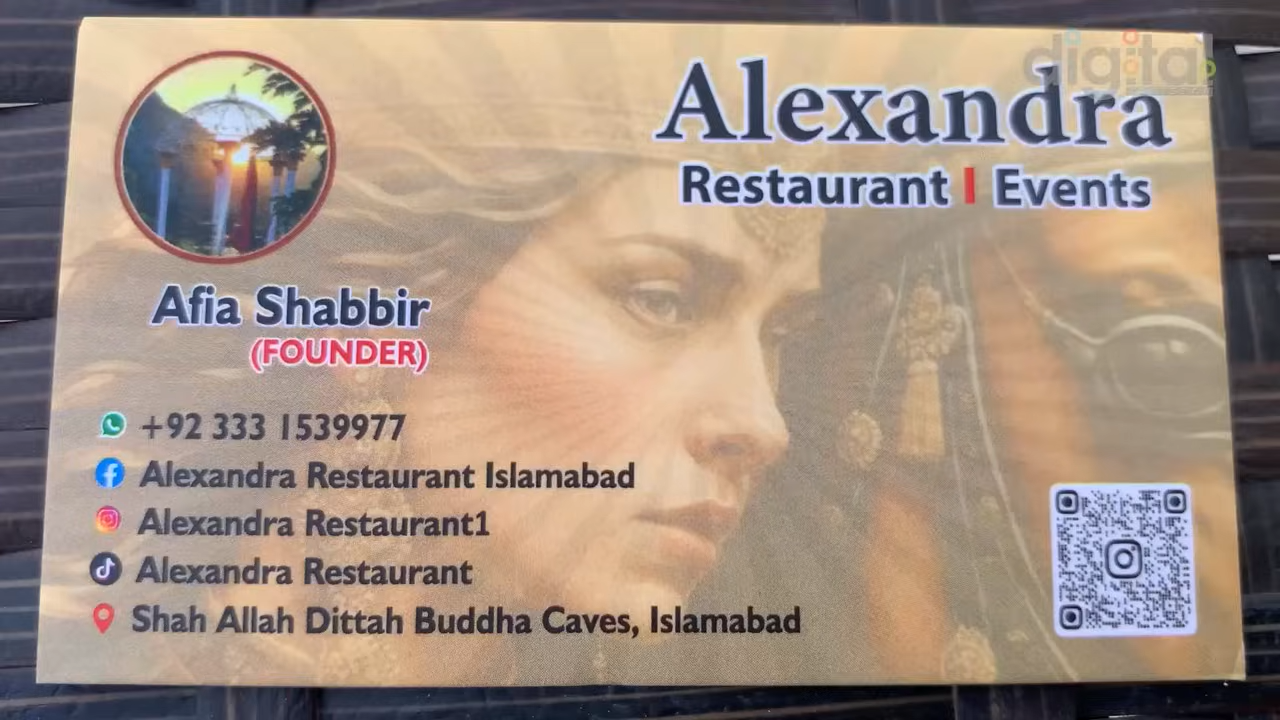 digital
Alexandra
Restaurant | Events
Afia Shabbir
(FOUNDER)
+92 333 1539977
Alexandra Restaurant Islamabad
Alexandra Restaurant1
Alexandra Restaurant
Shah Allah Dittah Buddha Caves, Islamabad